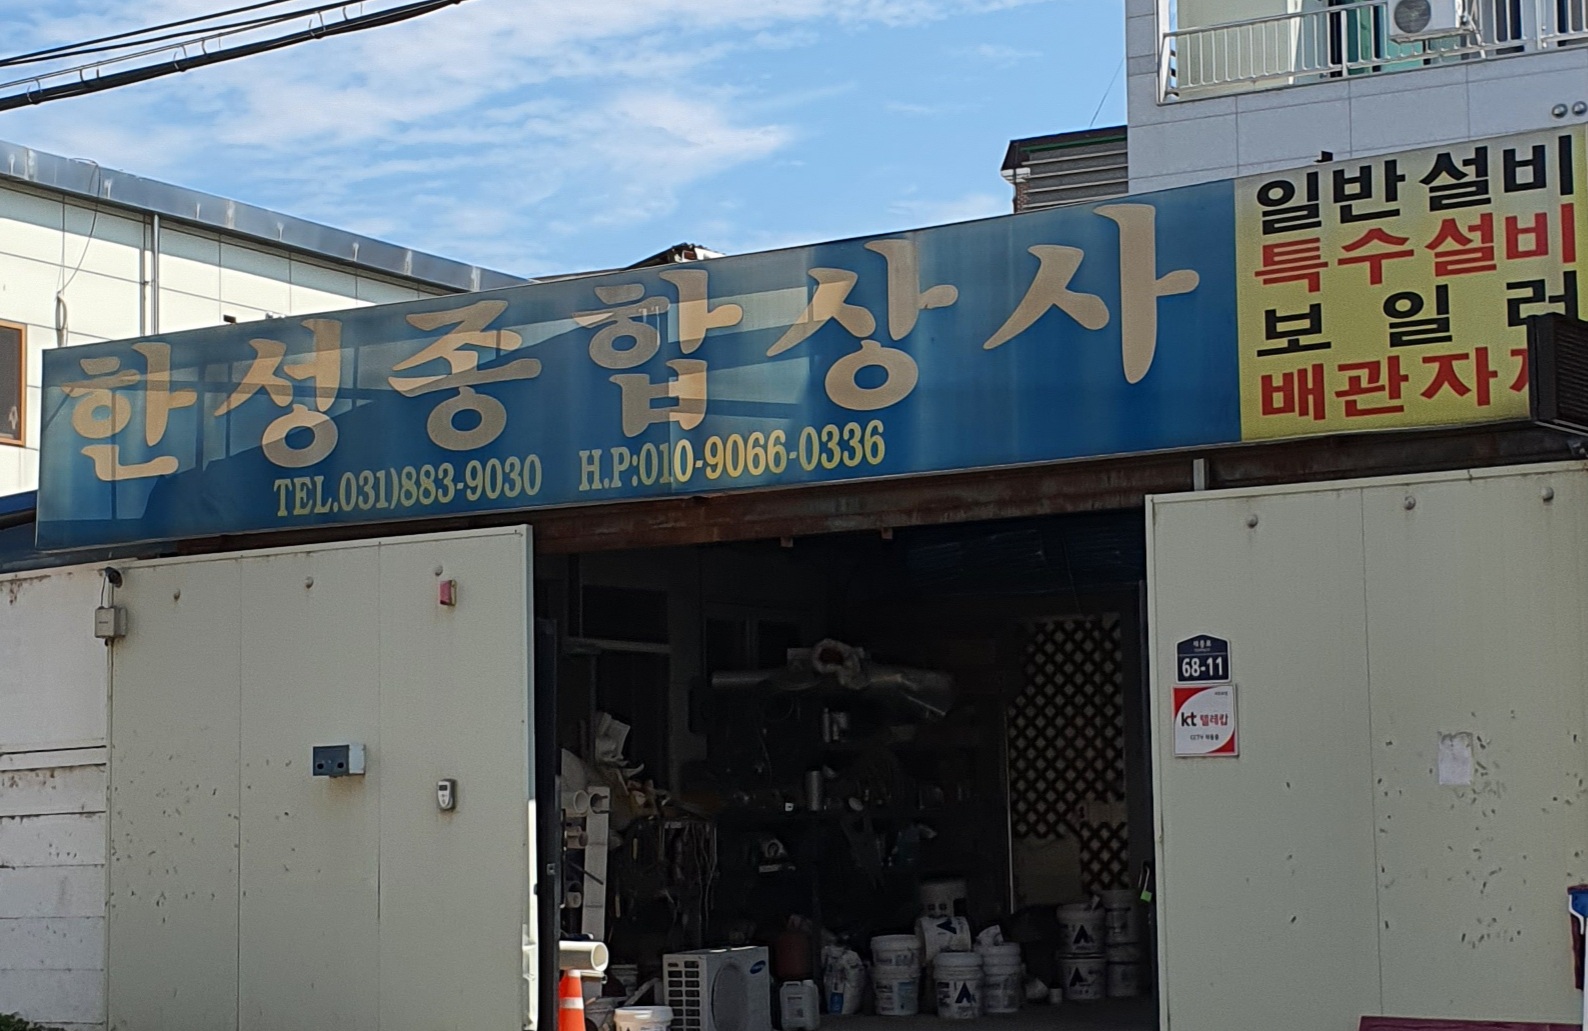 한성종합상사
TEL.031)883-9030 H.P:010-9066-0336
일반설비
특수설비
보일러
배관자재
68-11
kt 텔레캅